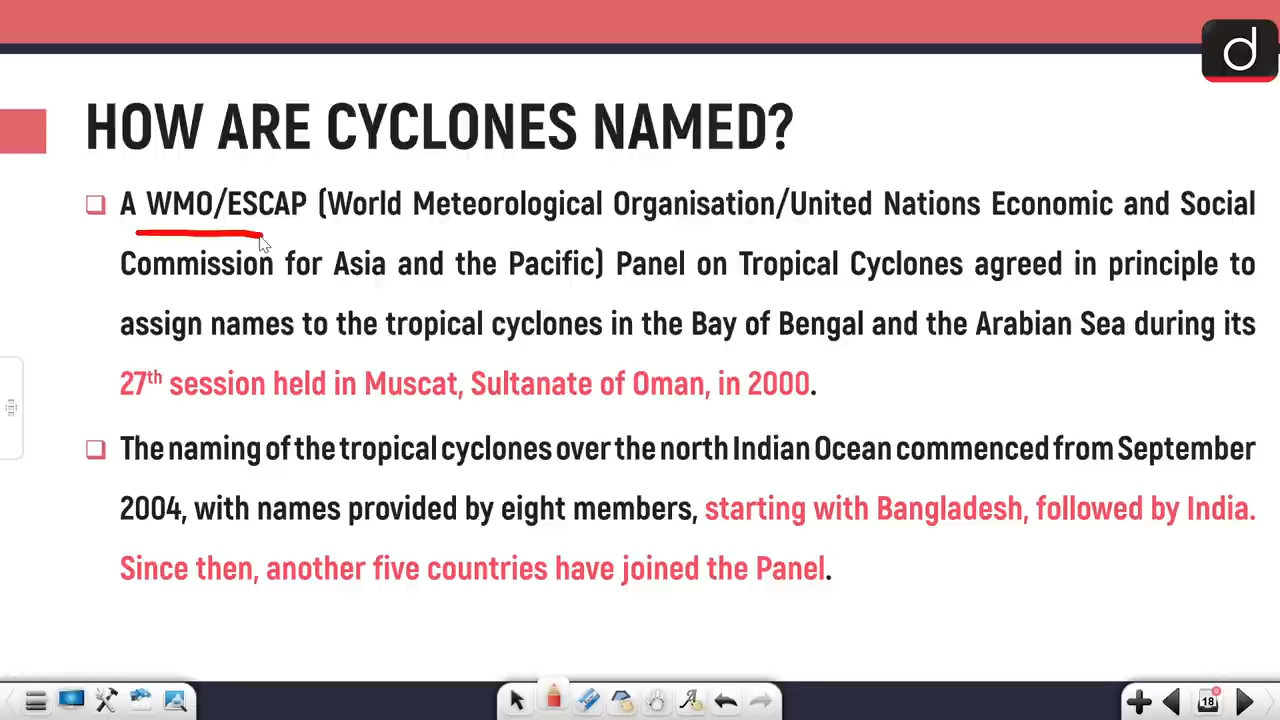 d
HOW ARE CYCLONES NAMED?
❑ A WMO/ESCAP (World Meteorological Organisation/United Nations Economic and Social
Commission for Asia and the Pacific) Panel on Tropical Cyclones agreed in principle to
assign names to the tropical cyclones in the Bay of Bengal and the Arabian Sea during its
27th session held in Muscat, Sultanate of Oman, in 2000.
❑ The naming of the tropical cyclones over the north Indian Ocean commenced from September
2004, with names provided by eight members, starting with Bangladesh, followed by India.
Since then, another five countries have joined the Panel.
18